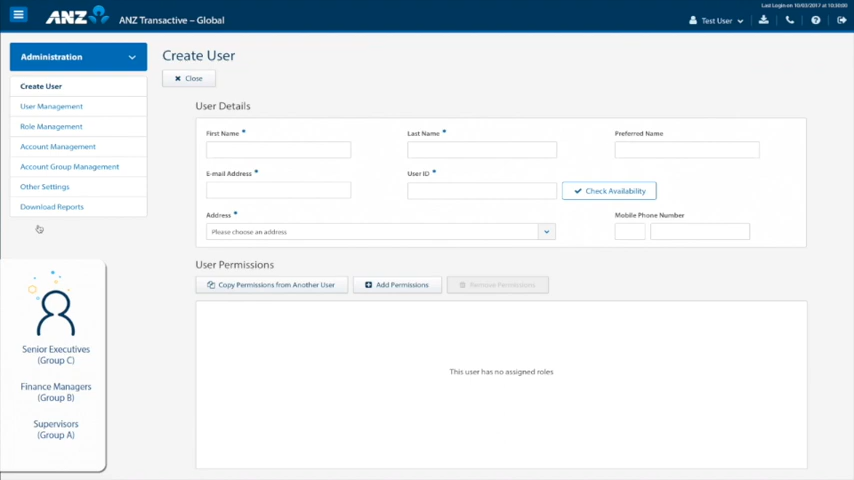 Last Login on 10/03/2017 at 10:30:00
ANZ
ANZ Transactive – Global
Test User
Administration
Create User
User Management
Role Management
Account Management
Account Group Management
Other Settings
Download Reports
Create User
Close
User Details
First Name *
Last Name *
Preferred Name
E-mail Address *
User ID *
Check Availability
Address *
Please choose an address
Mobile Phone Number
User Permissions
Copy Permissions from Another User
Add Permissions
Remove Permissions
This user has no assigned roles
Senior Executives
(Group C)
Finance Managers
(Group B)
Supervisors
(Group A)